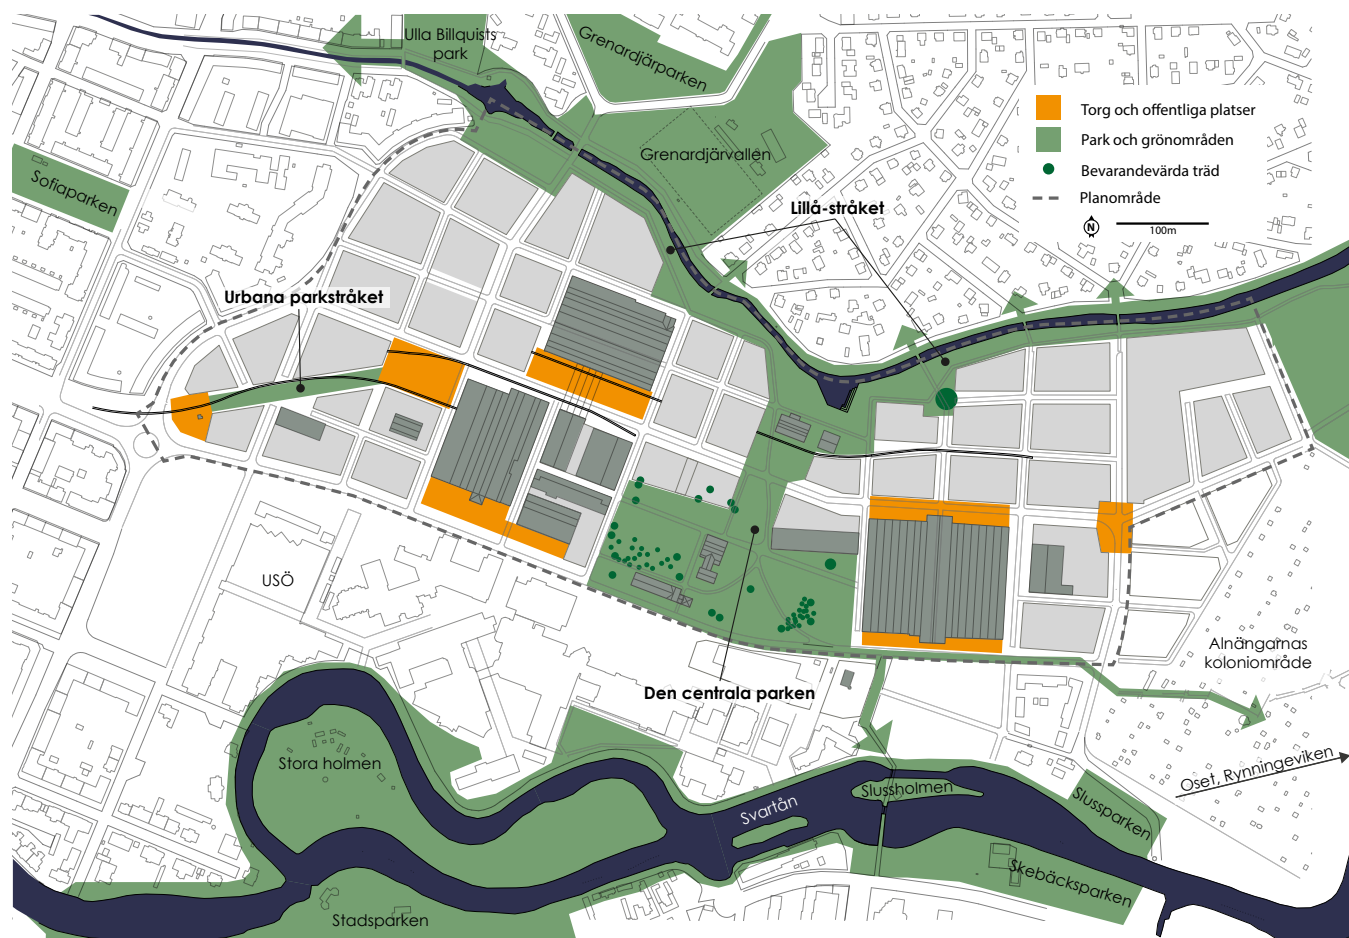 Ulla Billquists
park
Grenardjärparken
Torg och offentliga platser
Park och grönområden
Bevarandevärda träd
Planområde
N
100m
Grenardjärvallen
Sofiaparken
Lillå-stråket
Urbana parkstråket
USÖ
Alnängarnas
koloniområde
Den centrala parken
Stora holmen
Oset, Rynningeviken
Slussholmen
Svartån
Slussparken
Skebäcksparken
Stadsparken